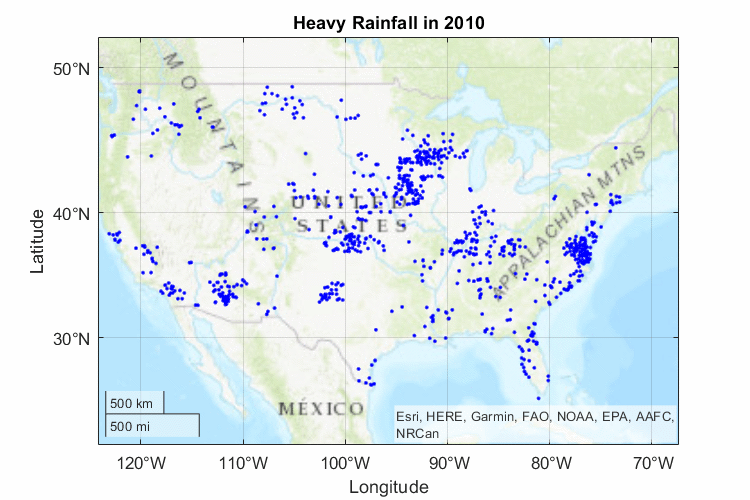 Heavy Rainfall in 2010
50°N
40°N
30°N
Latitude
MOUNTAINS
UNITED
STATES
APPALACHIAN MTNS
MÉXICO
500 km
500 mi
Esri, HERE, Garmin, FAO, NOAA, EPA, AAFC,
NRCan
120°W 110°W 100°W 90°W 80°W 70°W
Longitude